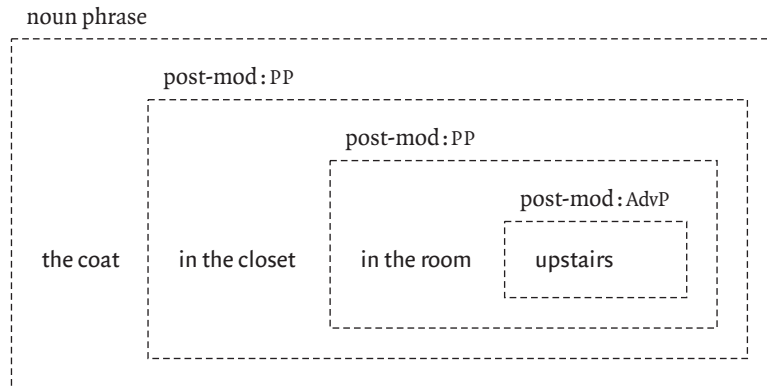 noun phrase
post-mod:PP
post-mod:PP
post-mod:AdvP
the coat in the closet in the room upstairs